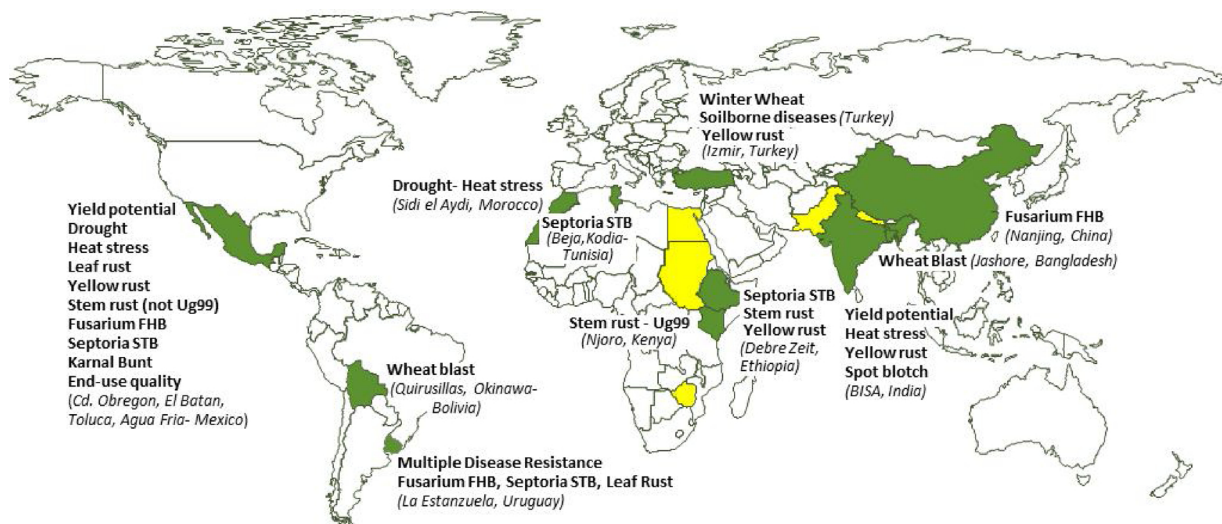 Winter Wheat
Soilborne diseases (Turkey)
Yellow rust
(Izmir, Turkey)
Drought- Heat stress
(Sidi el Aydi, Morocco)
Septoria STB
(Beja,Kodia-
Tunisia)
Yield potential
Drought
Heat stress
Leaf rust
Yellow rust
Stem rust (not Ug99)
Fusarium FHB
Septoria STB
Karnal Bunt
End-use quality
(Cd. Obregon, El Batan,
Toluca, Agua Fria- Mexico)
Fusarium FHB
(Nanjing, China)
Wheat Blast (Jashore, Bangladesh)
Septoria STB
Stem rust
Yellow rust
(Debre Zeit,
Ethiopia)
Stem rust - Ug99
(Njoro, Kenya)
Yield potential
Heat stress
Yellow rust
Spot blotch
(BISA, India)
Wheat blast
(Quirusillas, Okinawa-
Bolivia)
Multiple Disease Resistance
Fusarium FHB, Septoria STB, Leaf Rust
(La Estanzuela, Uruguay)